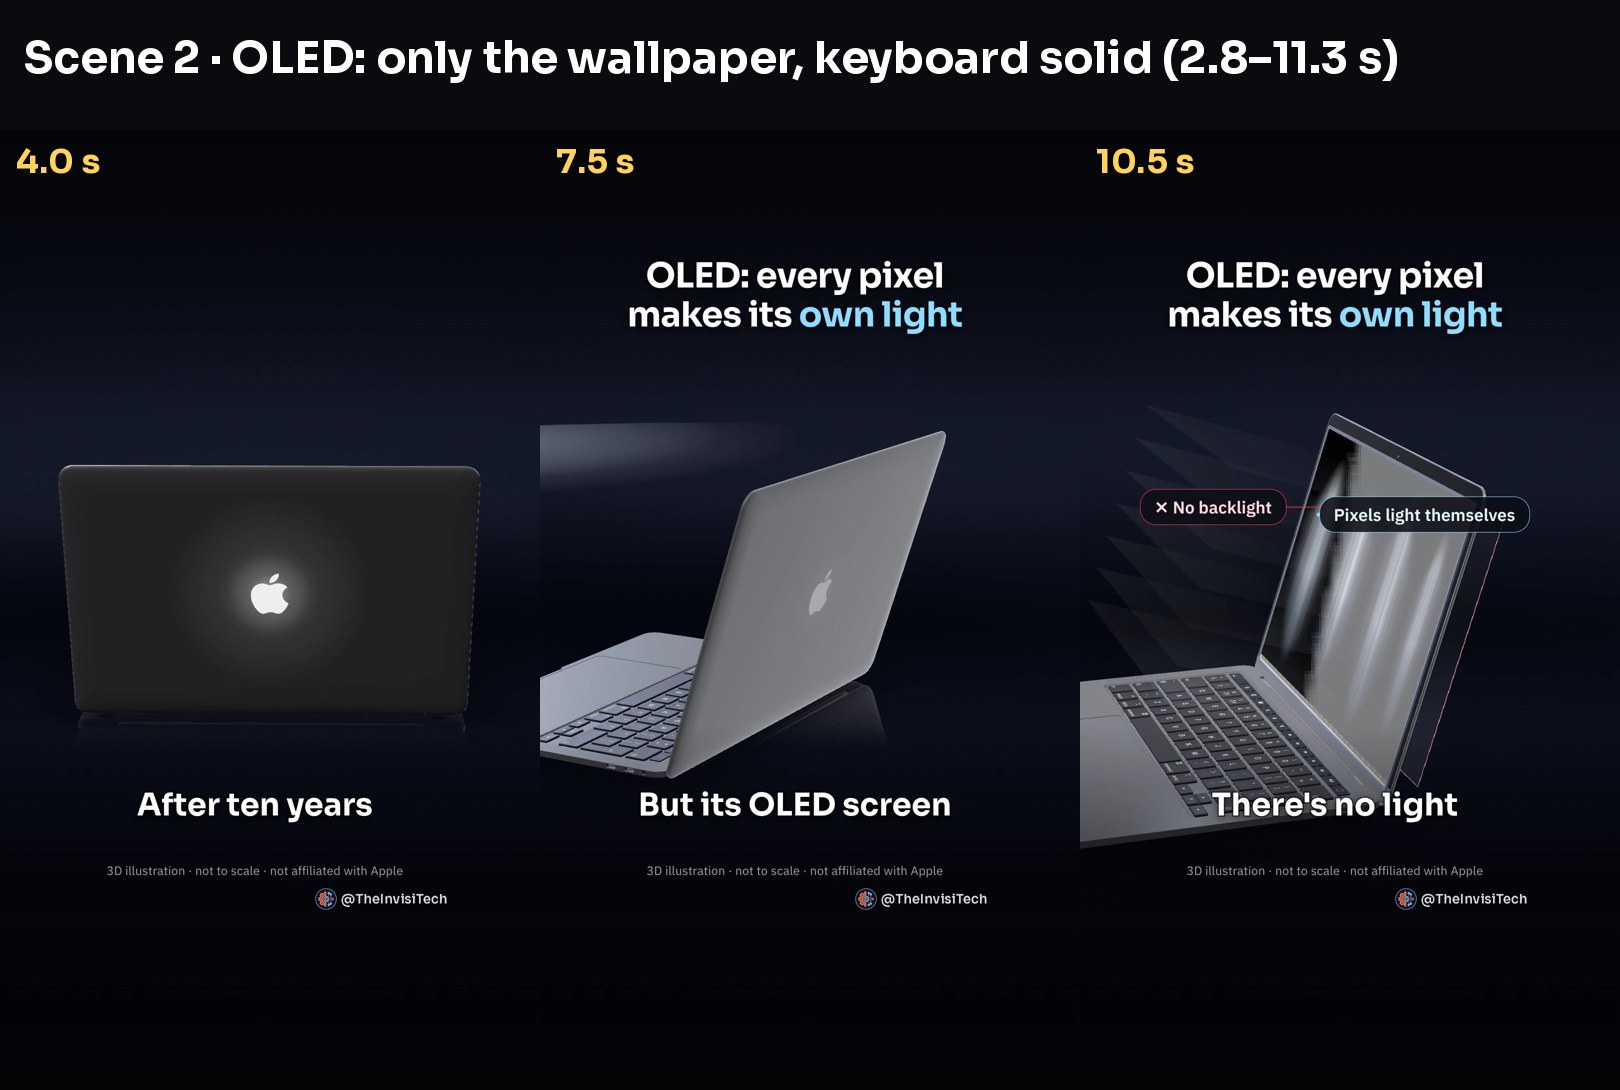 Scene 2 · OLED: only the wallpaper, keyboard solid (2.8–11.3 s)
4.0 s
After ten years
3D illustration · not to scale · not affiliated with Apple
@TheInvisiTech
7.5 s
OLED: every pixel
makes its own light
But its OLED screen
3D illustration · not to scale · not affiliated with Apple
@TheInvisiTech
10.5 s
OLED: every pixel
makes its own light
✕ No backlight
Pixels light themselves
There's no light
3D illustration · not to scale · not affiliated with Apple
@TheInvisiTech